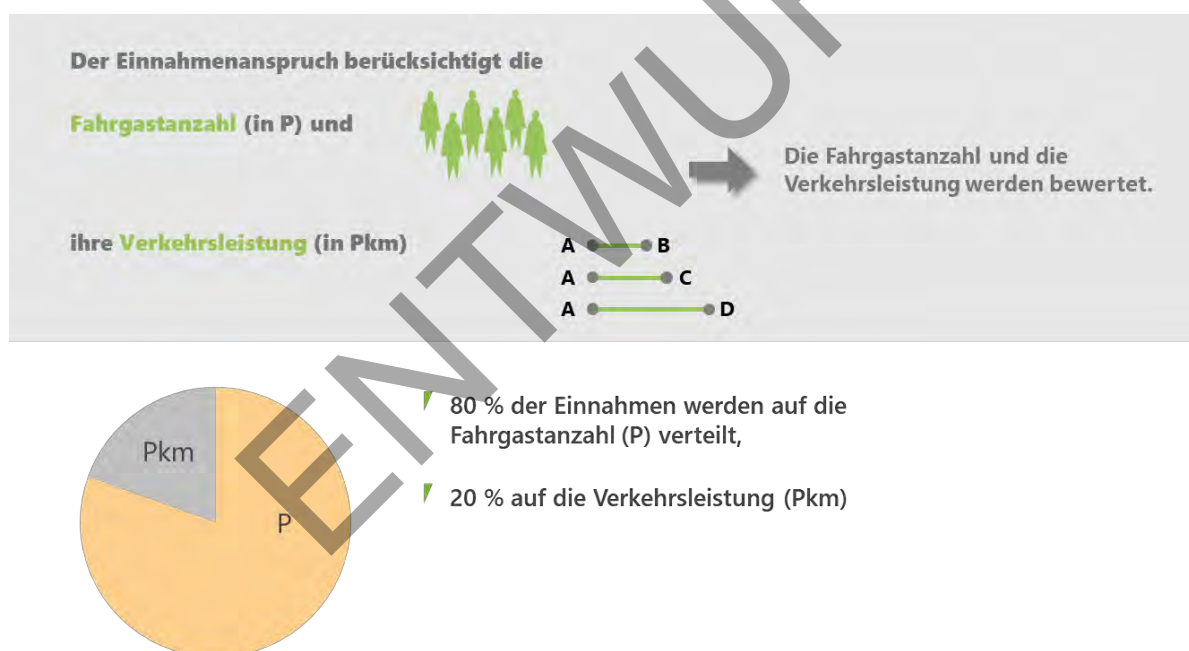 Der Einnahmenanspruch berücksichtigt die
Fahrgastanzahl (in P) und
Die Fahrgastanzahl und die
Verkehrsleistung werden bewertet.
ihre Verkehrsleistung (in Pkm)
A B
A C
A D
80 % der Einnahmen werden auf die
Fahrgastanzahl (P) verteilt,
20 % auf die Verkehrsleistung (Pkm)
Pkm
P
ENTWURF